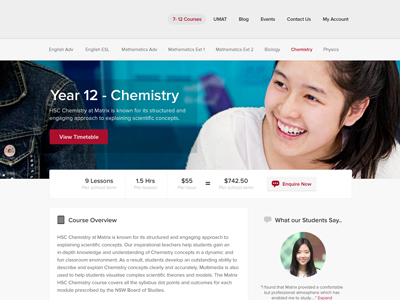 7- 12 Courses UMAT Blog Events Contact Us My Account
English Adv English ESL Mathematics Adv Mathematics Ext 1 Mathematics Ext 2 Biology Chemistry Physics
Year 12 - Chemistry
HSC Chemistry at Matrix is known for its structured and
engaging approach to explaining scientific concepts.
View Timetable
9 Lessons 1.5 Hrs $55 = $742.50 Enquire Now
Per school term Per lesson Per hour Per school term
Course Overview
HSC Chemistry at Matrix is known for its structured and engaging approach to
explaining scientific concepts. Our inspirational teachers help students gain an
in-depth knowledge and understanding of Chemistry concepts in a dynamic and
fun classroom environment. As a result, students develop an outstanding ability to
describe and explain Chemistry concepts clearly and accurately. Multimedia is also
used to help students visualise complex scientific theories and models. The Matrix
HSC Chemistry course covers all the syllabus dot points and outcomes for each
module prescribed by the NSW Board of Studies.
What our Students Say..
"I found that Matrix provided a comfortable
but professional atmosphere which has
enabled me to study...." Expand